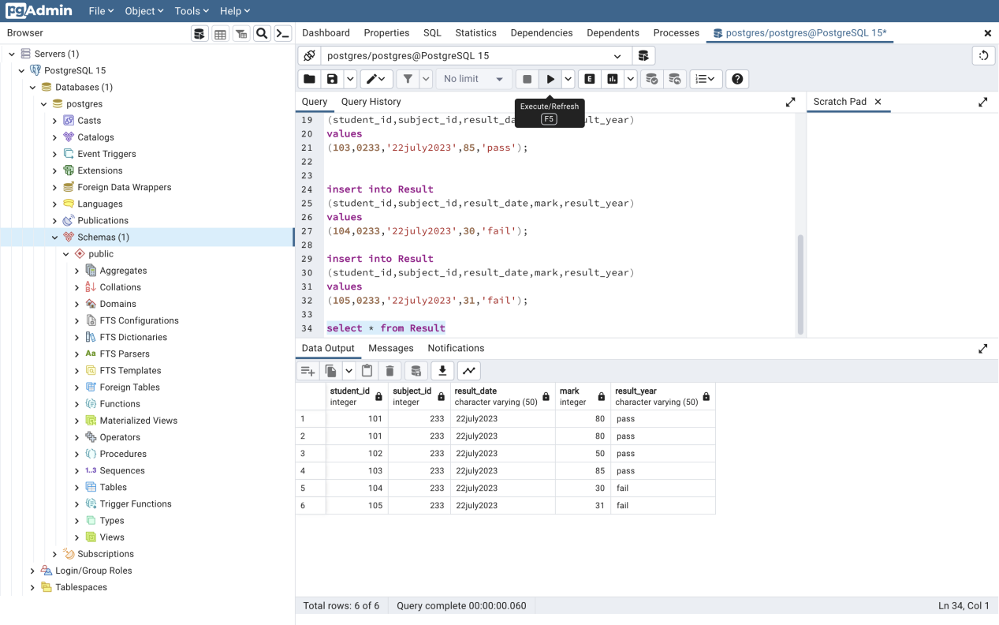 pgAdmin File Object Tools Help
Browser
Servers (1)
PostgreSQL 15
Databases (1)
postgres
Casts
Catalogs
Event Triggers
Extensions
Foreign Data Wrappers
Languages
Publications
Schemas (1)
public
Aggregates
Collations
Domains
FTS Configurations
FTS Dictionaries
Aa FTS Parsers
FTS Templates
Foreign Tables
Functions
Materialized Views
Operators
Procedures
1..3 Sequences
Tables
Trigger Functions
Types
Views
Subscriptions
Login/Group Roles
Tablespaces
Dashboard Properties SQL Statistics Dependencies Dependents Processes postgres/postgres@PostgreSQL 15*
postgres/postgres@PostgreSQL 15
No limit E
Execute/Refresh
F5
Query Query History
Scratch Pad
19 (student_id,subject_id,result_da ult_year)
20 values
21 (103,0233,'22july2023',85,'pass');
22
23
24 insert into Result
25 (student_id,subject_id,result_date,mark,result_year)
26 values
27 (104,0233,'22july2023',30,'fail');
28
29 insert into Result
30 (student_id,subject_id,result_date,mark,result_year)
31 values
32 (105,0233,'22july2023',31,'fail');
33
34 select * from Result
Data Output Messages Notifications
student_id subject_id result_date mark result_year
integer integer character varying (50) integer character varying (50)
1 101 233 22july2023 80 pass
2 101 233 22july2023 80 pass
3 102 233 22july2023 50 pass
4 103 233 22july2023 85 pass
5 104 233 22july2023 30 fail
6 105 233 22july2023 31 fail
Total rows: 6 of 6 Query complete 00:00:00.060 Ln 34, Col 1